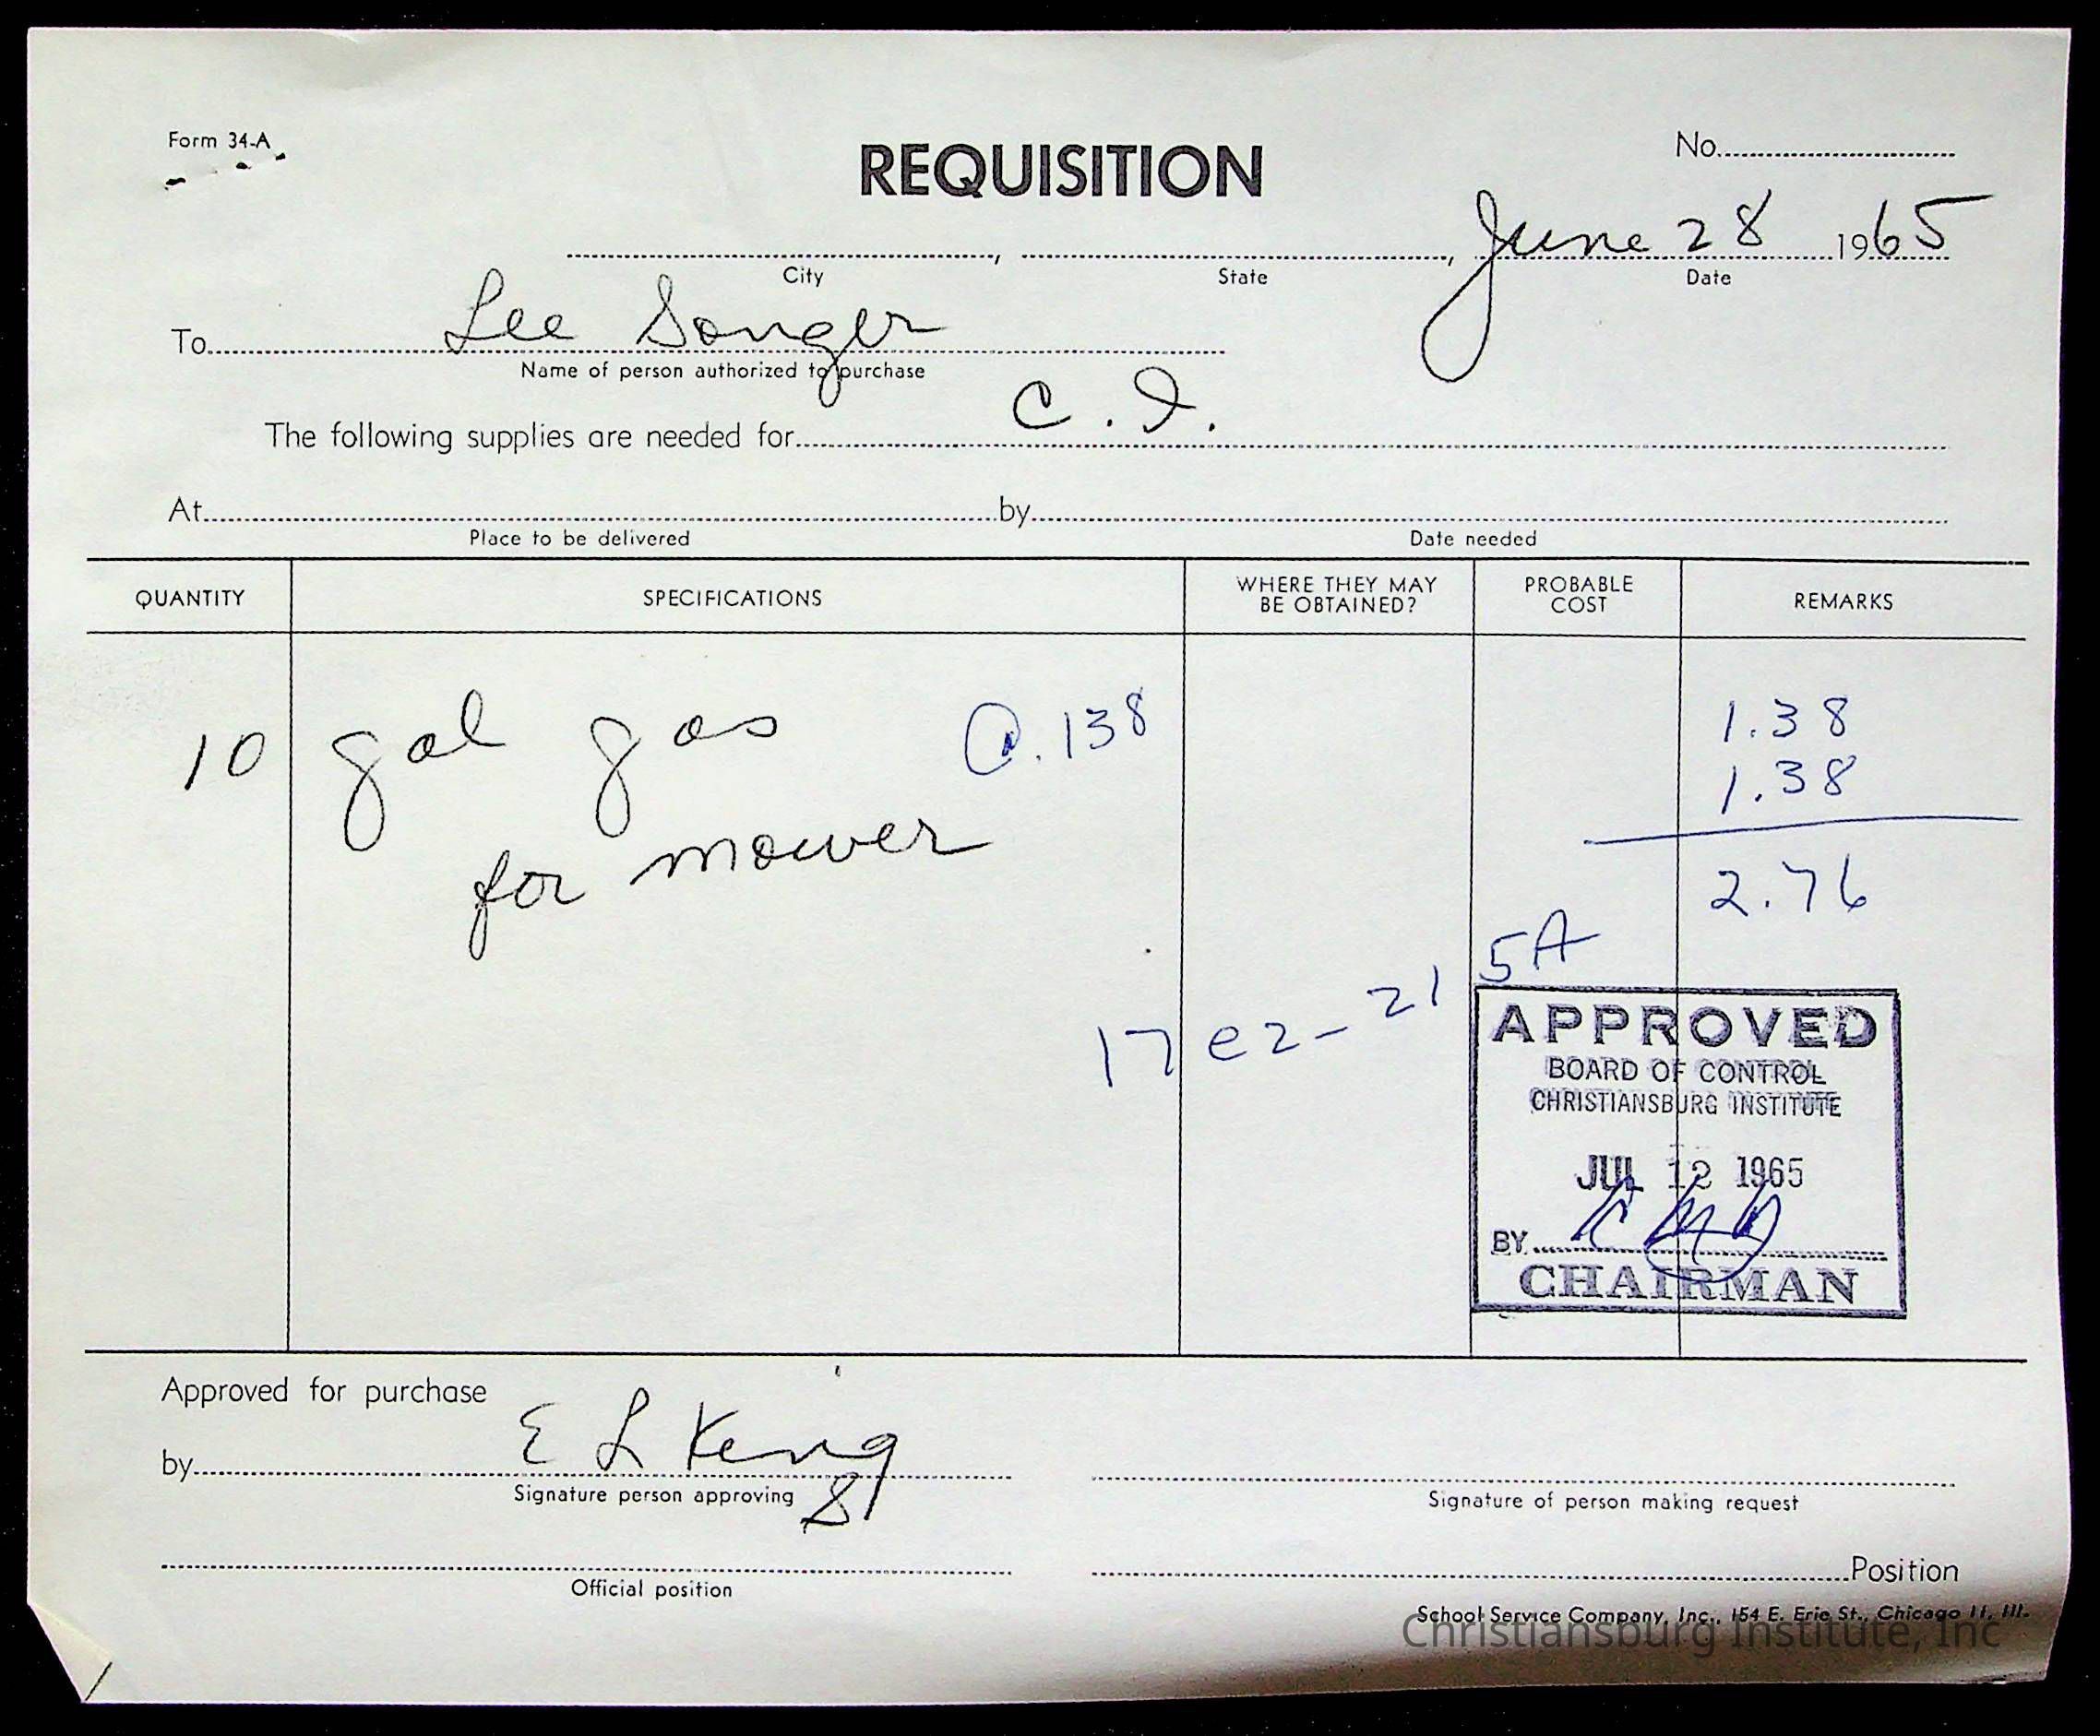 Form 34-A
REQUISITION
No.
June 28 1965
City State Date
To Lee Songer
Name of person authorized to purchase
The following supplies are needed for C.I.
At by
Place to be delivered Date needed
QUANTITY SPECIFICATIONS WHERE THEY MAY BE OBTAINED? PROBABLE COST REMARKS
10 gal gas @.138 1.38
1.38
for mower
2.76
17e2-215A
APPROVED
BOARD OF CONTROL
CHRISTIANSBURG INSTITUTE
JUL 12 1965
BY
CHAIRMAN
Approved for purchase
by E L King
Signature person approving
Signature of person making request
Position
Official position
School Service Company, Inc., 154 E. Erie St., Chicago 11, Ill.
Christiansburg Institute, Inc